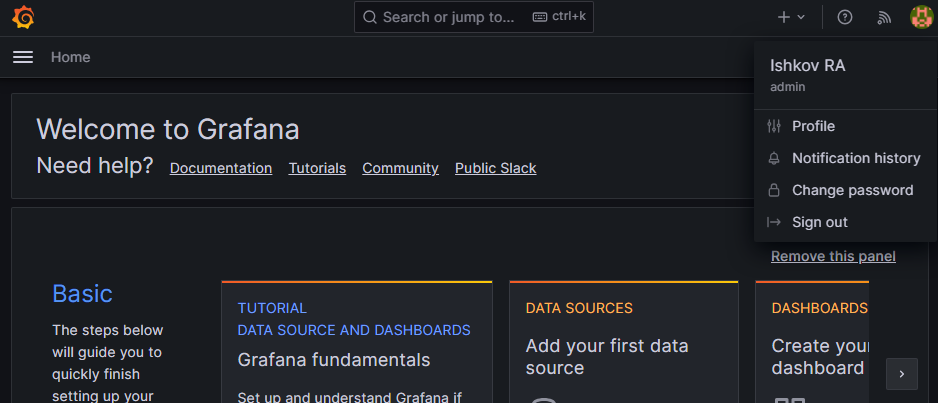 Search or jump to... ctrl+k
Home
Ishkov RA
admin
Profile
Notification history
Change password
Sign out
Welcome to Grafana
Need help? Documentation Tutorials Community Public Slack
Remove this panel
Basic
The steps below
will guide you to
quickly finish
setting up your
TUTORIAL
DATA SOURCE AND DASHBOARDS
Grafana fundamentals
Set up and understand Grafana if
DATA SOURCES
Add your first data
source
DASHBOARDS
Create your
dashboard